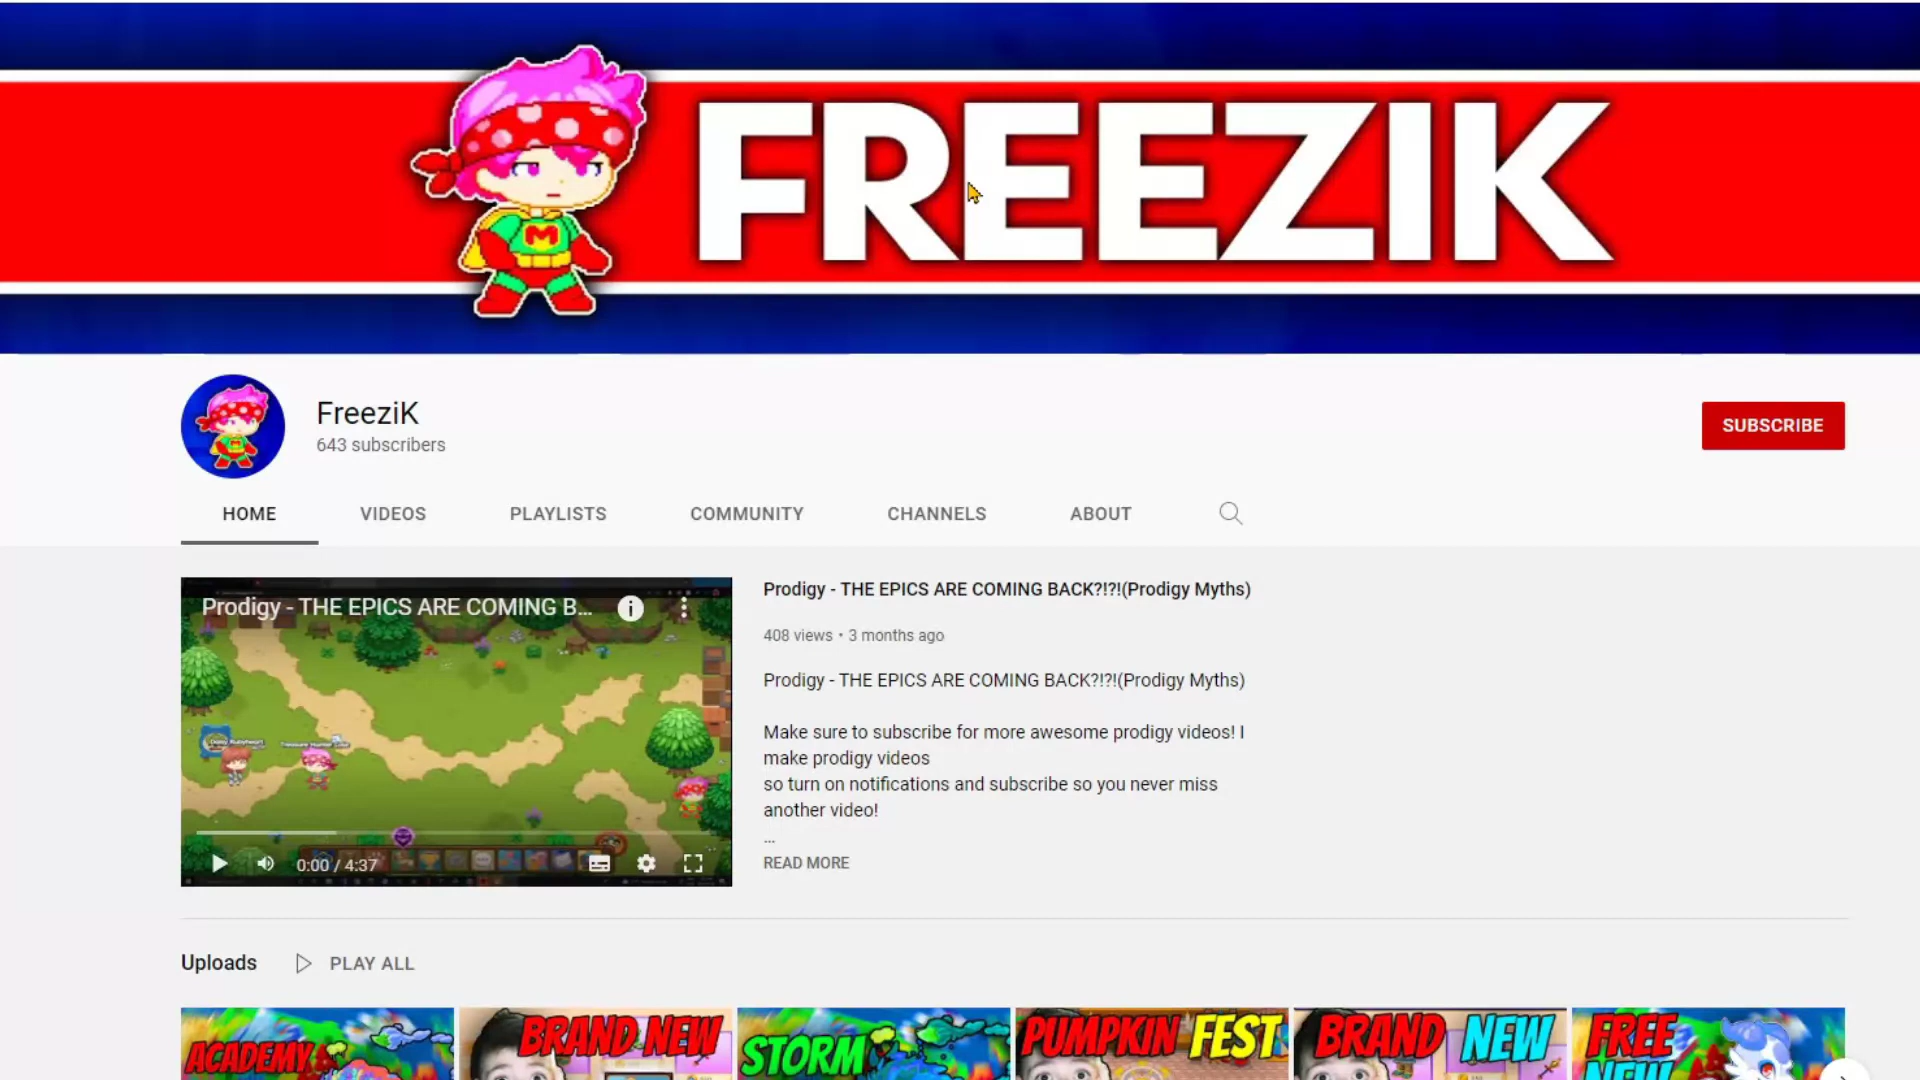 FREEZIK
M
FreeziK
643 subscribers
SUBSCRIBE
HOME
VIDEOS
PLAYLISTS
COMMUNITY
CHANNELS
ABOUT
Prodigy - THE EPICS ARE COMING B...
0:00 / 4:37
Prodigy - THE EPICS ARE COMING BACK?!?!(Prodigy Myths)
408 views • 3 months ago
Prodigy - THE EPICS ARE COMING BACK?!?!(Prodigy Myths)
Make sure to subscribe for more awesome prodigy videos! I
make prodigy videos
so turn on notifications and subscribe so you never miss
another video!
...
READ MORE
Uploads
PLAY ALL
ACADEMY
BRAND NEW
STORM
PUMPKIN FEST
BRAND NEW
FREE
NEW